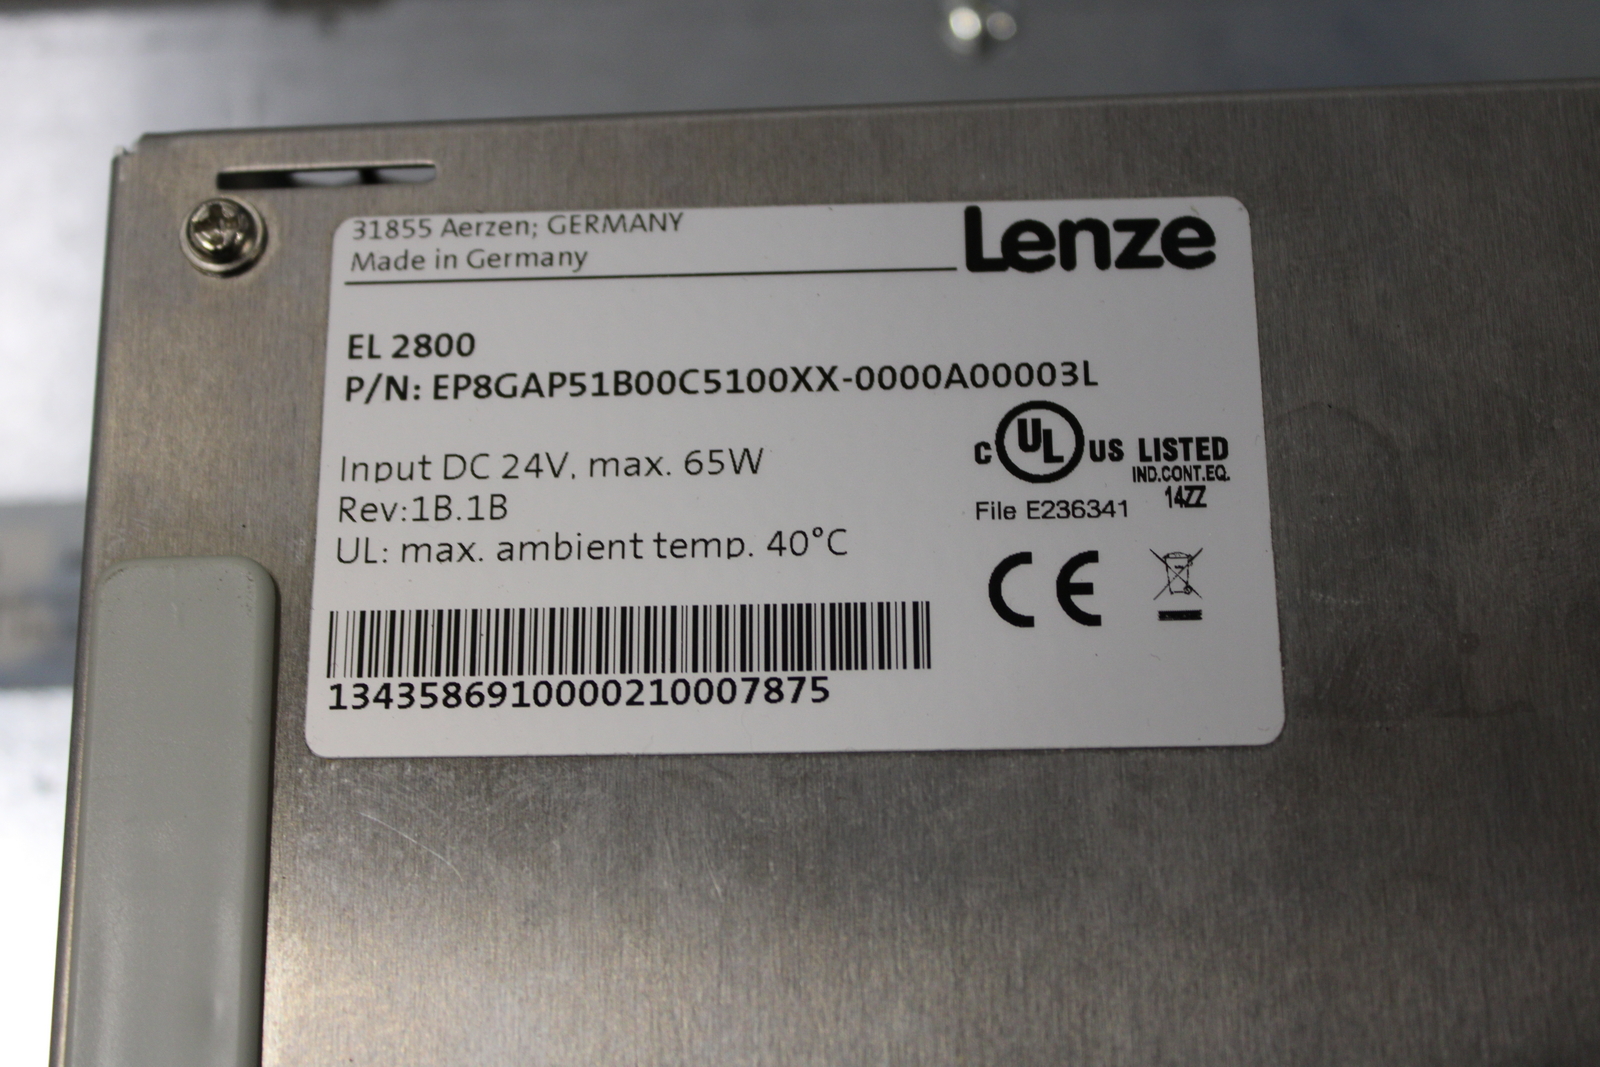 31855 Aerzen; GERMANY
Made in Germany
Lenze
EL 2800
P/N: EP8GAP51B00C5100XX-0000A00003L
Input DC 24V, max. 65W
Rev:1B.1B
UL: max. ambient temp. 40°C
C UL US LISTED
IND.CONT.EQ.
14ZZ
File E236341
CE
1343586910000210007875